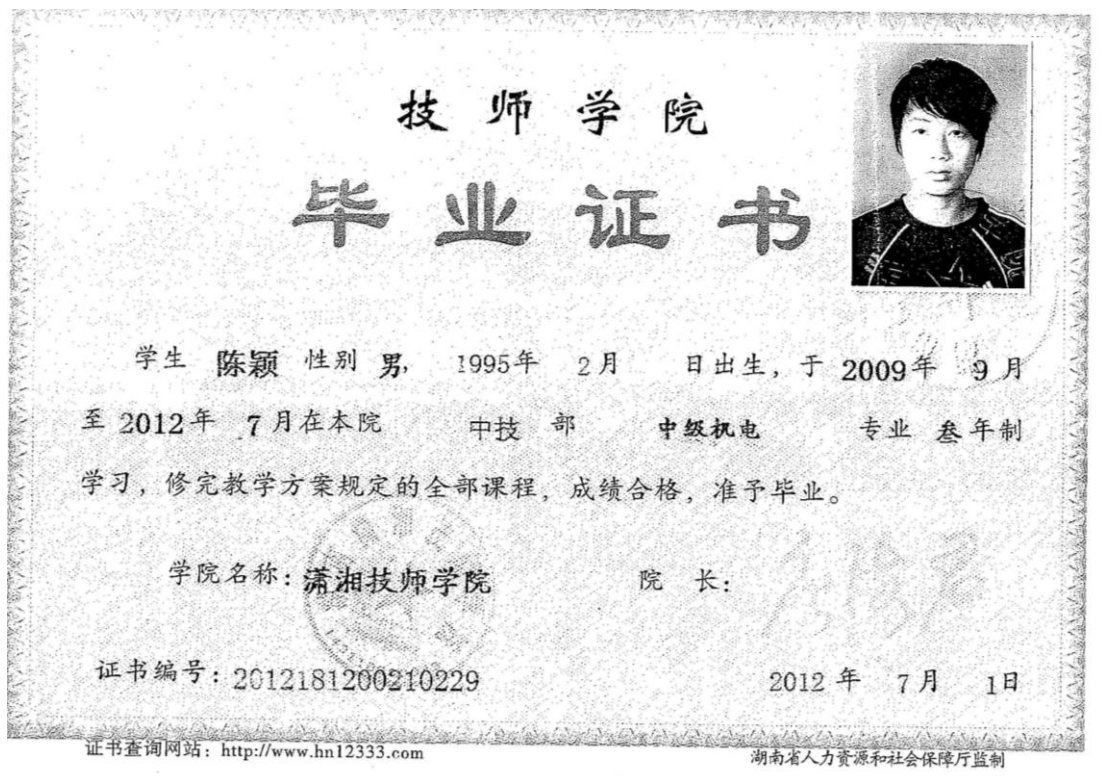 技师学院
毕业证书
学生 陈颖 性别 男, 1995年 2月 日出生, 于 2009年 9月
至 2012年 7月在本院 中技 部 中级机电 专业 叁年制
学习, 修完教学方案规定的全部课程, 成绩合格, 准予毕业。
学院名称: 潇湘技师学院 院 长:
证书编号: 2012181200210229 2012 年 7月 1日
证书查询网站: http://www.hn12333.com 湖南省人力资源和社会保障厅监制